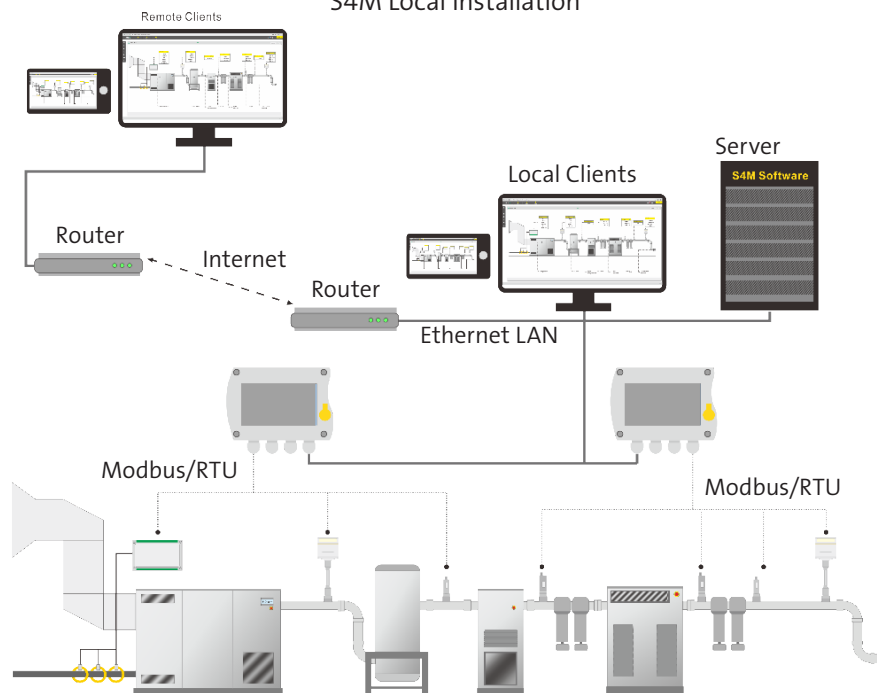 S4M Local Installation
Remote Clients
Server
S4M Software
Local Clients
Router
Internet
Router
Ethernet LAN
Modbus/RTU
Modbus/RTU